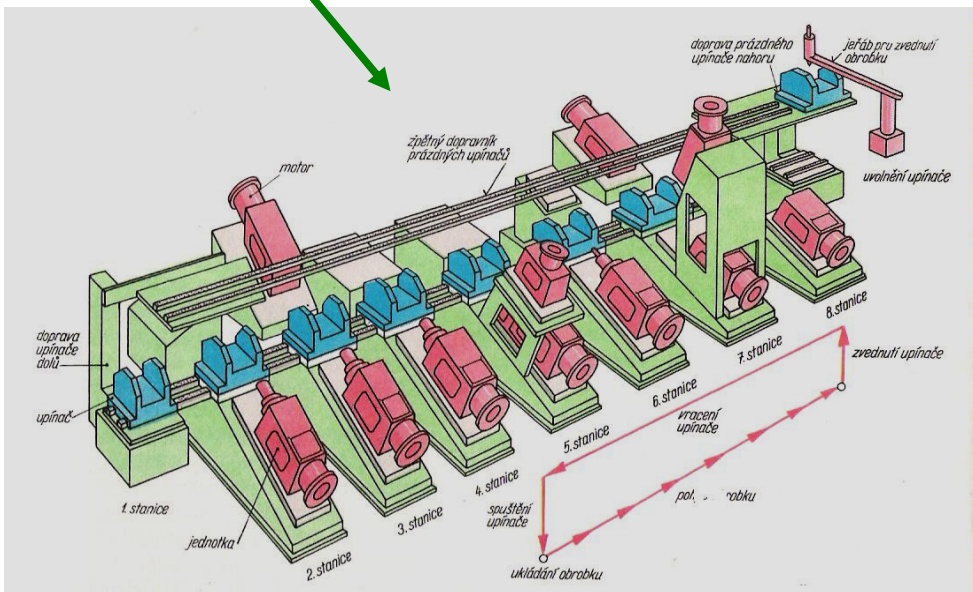 doprava prázdného
upínače nahoru
jeřáb pro zvednutí
obrobku
zpětný dopravník
prázdných upínačů
motor
uvolnění upínače
doprava
upínače
dolů
upínač
1. stanice
jednotka
2. stanice
3. stanice
4. stanice
5. stanice
6. stanice
7. stanice
8. stanice
zvednutí upínače
vracení
upínače
spuštění
upínače
obrobku
ukládání obrobku